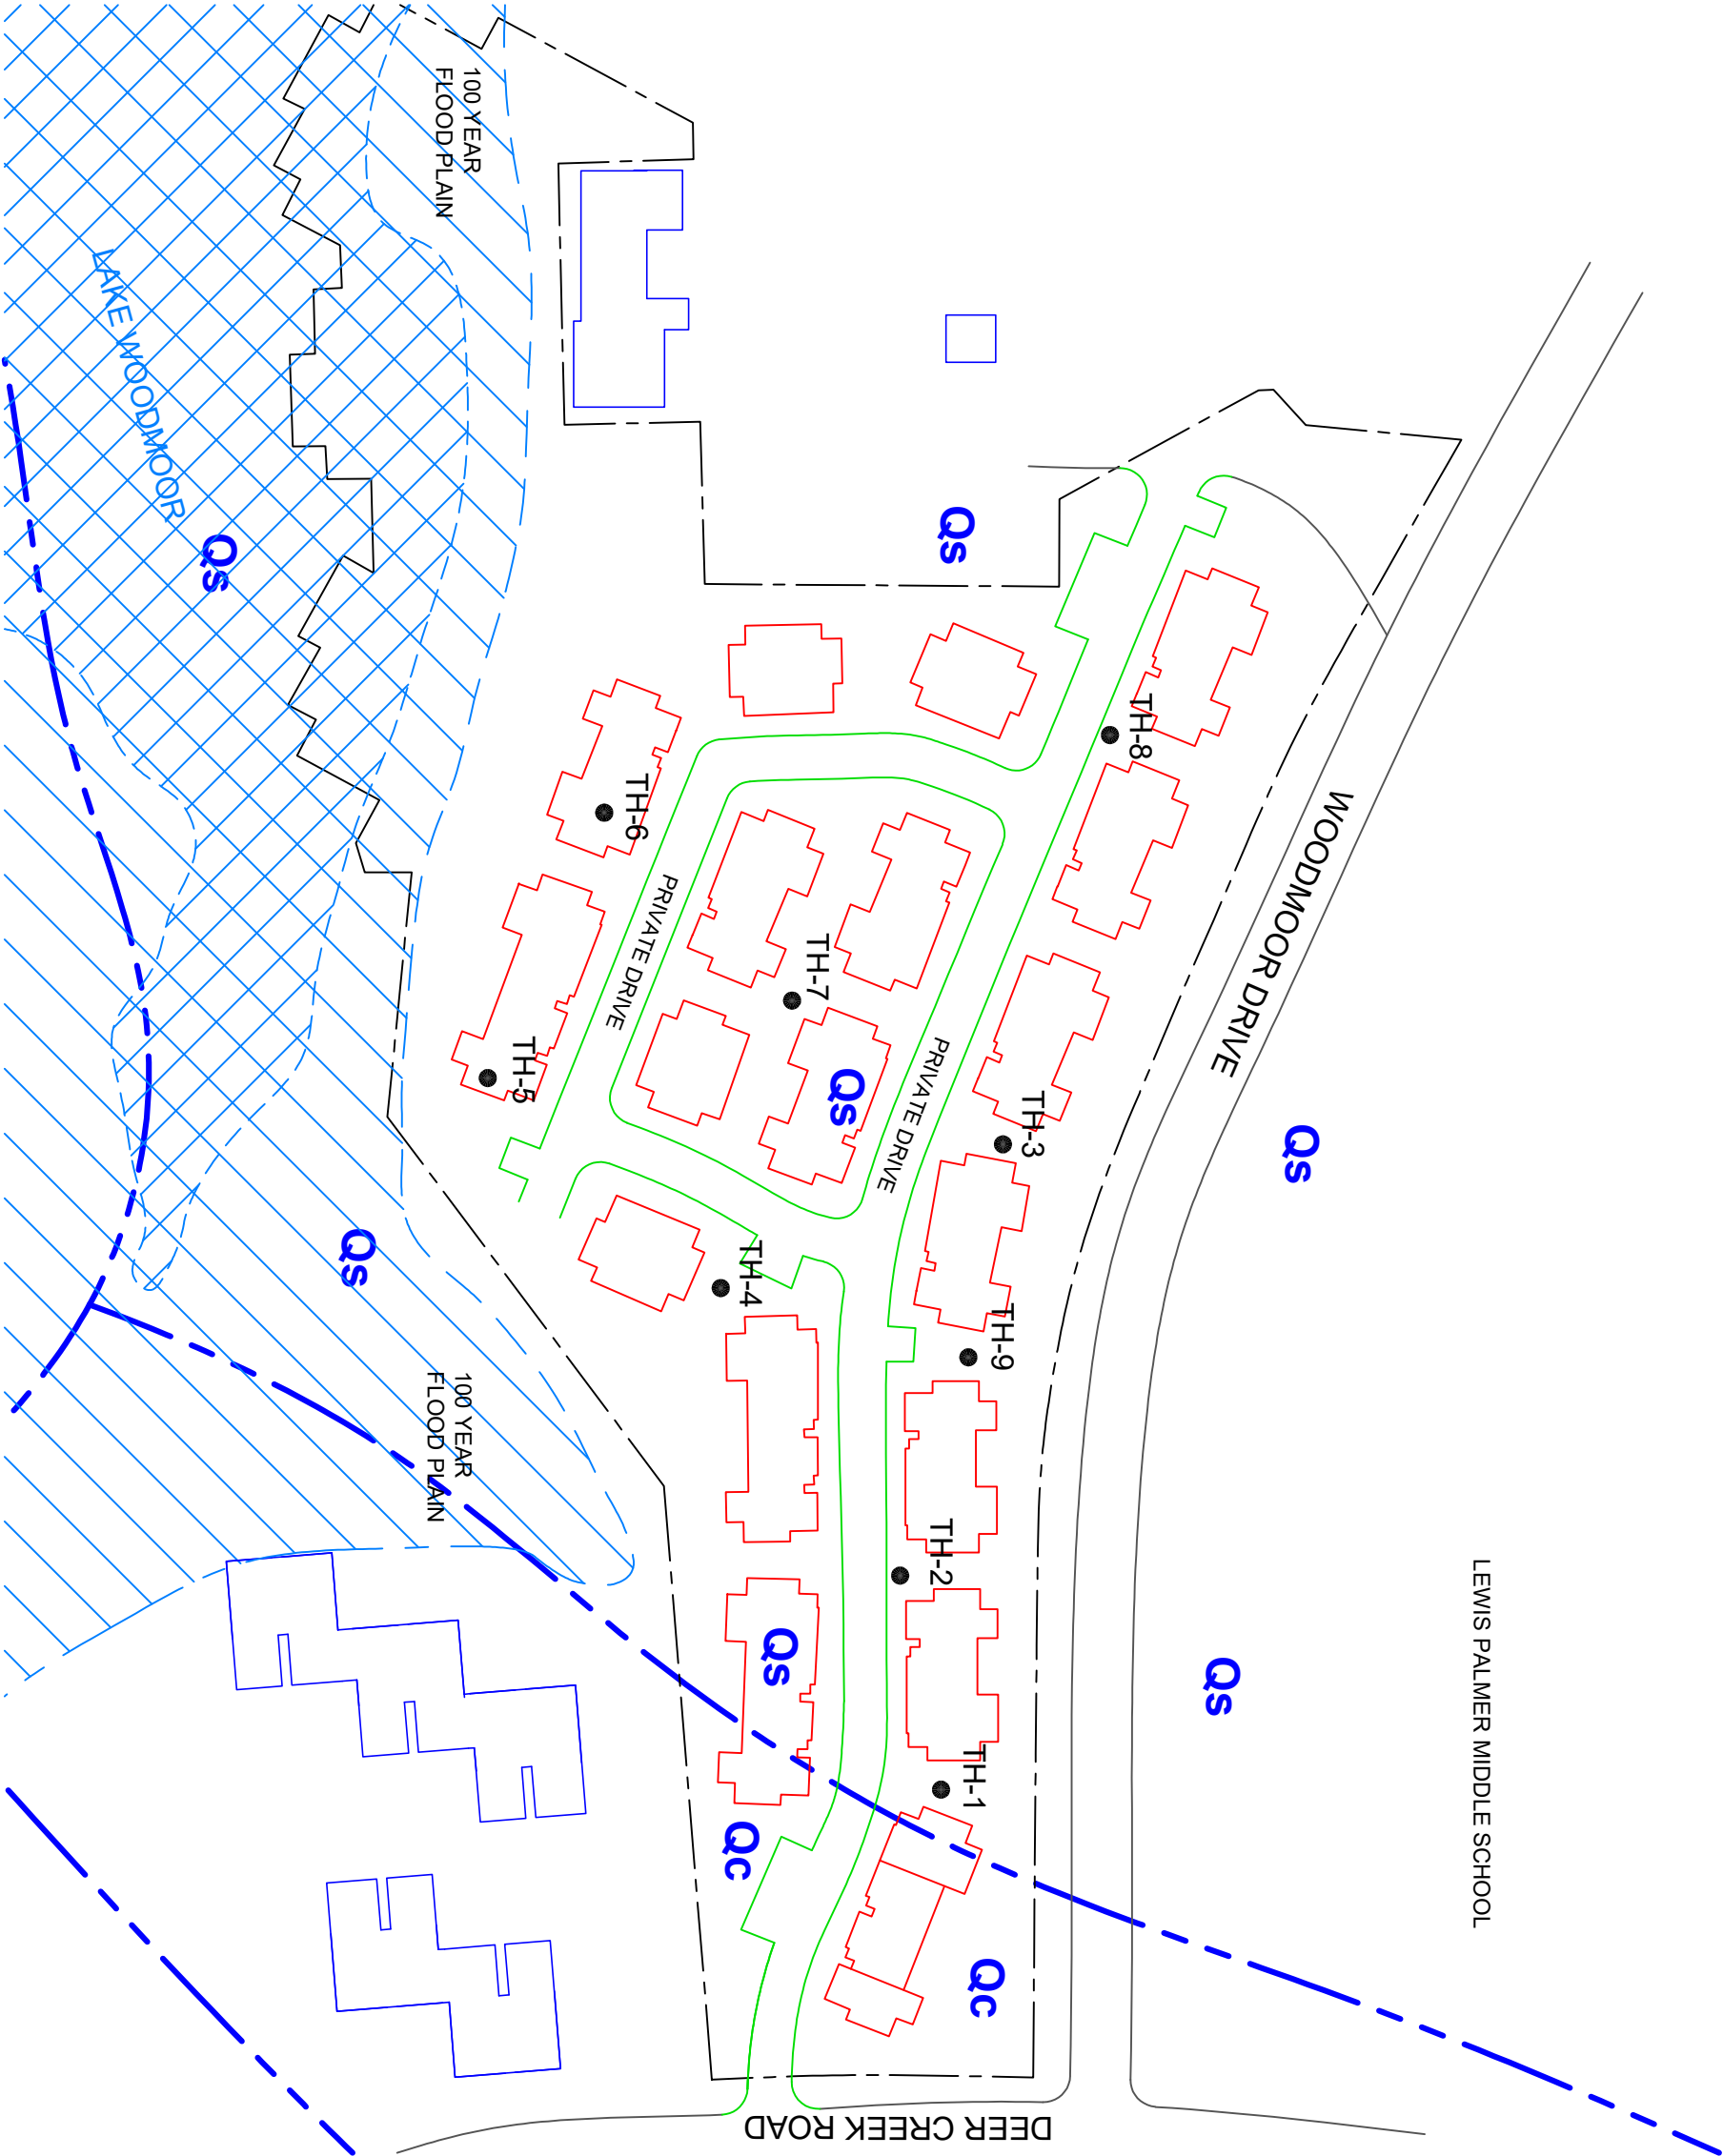 100 YEAR
FLOOD PLAIN
LAKE WOODMOOR
Qs
Qs
TH-8
TH-6
WOODMOOR DRIVE
PRIVATE DRIVE
TH-7
TH-5
Qs
PRIVATE DRIVE
TH-3
Qs
Qs
TH-4
TH-9
100 YEAR
FLOOD PLAIN
TH-2
LEWIS PALMER MIDDLE SCHOOL
Qs
Qs
TH-1
Qc
Qc
DEER CREEK ROAD